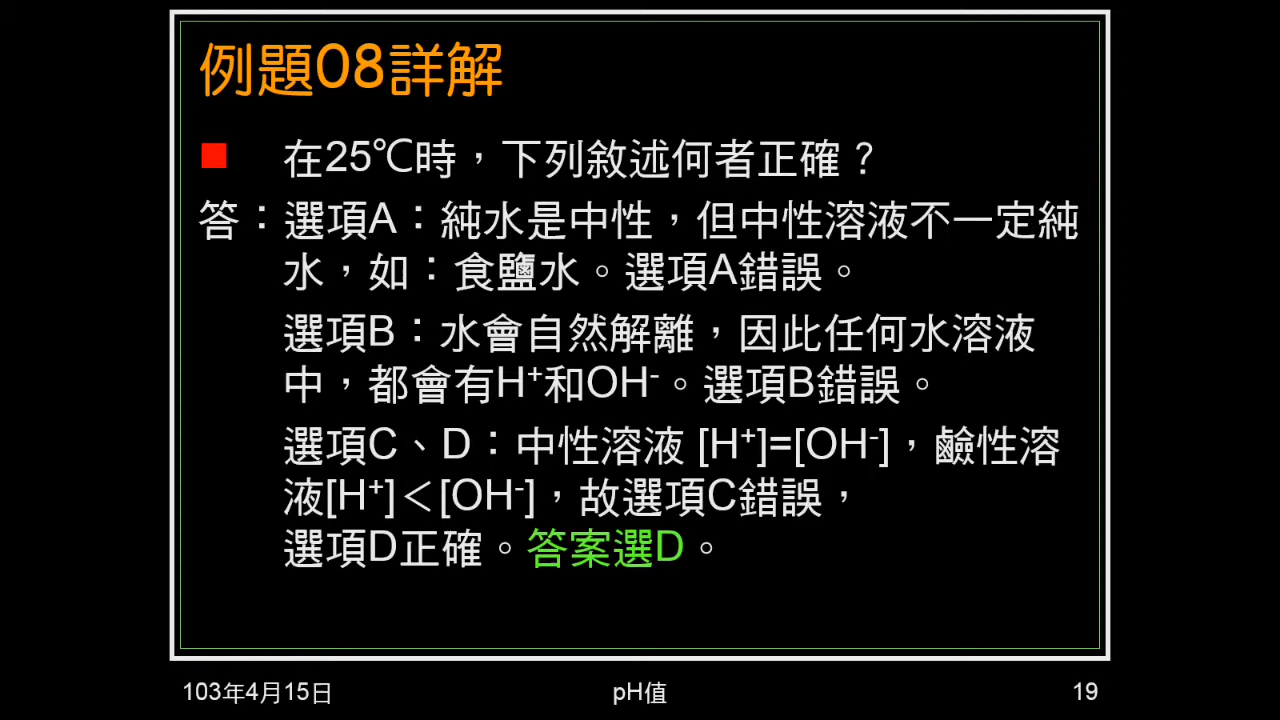 例題08詳解
在25℃時，下列敘述何者正確？
答：選項A：純水是中性，但中性溶液不一定純
水，如：食鹽水。選項A錯誤。
選項B：水會自然解離，因此任何水溶液
中，都會有H⁺和OH⁻。選項B錯誤。
選項C、D：中性溶液 [H⁺]=[OH⁻]，鹼性溶
液[H⁺]＜[OH⁻]，故選項C錯誤，
選項D正確。答案選D。
103年4月15日
pH值
19